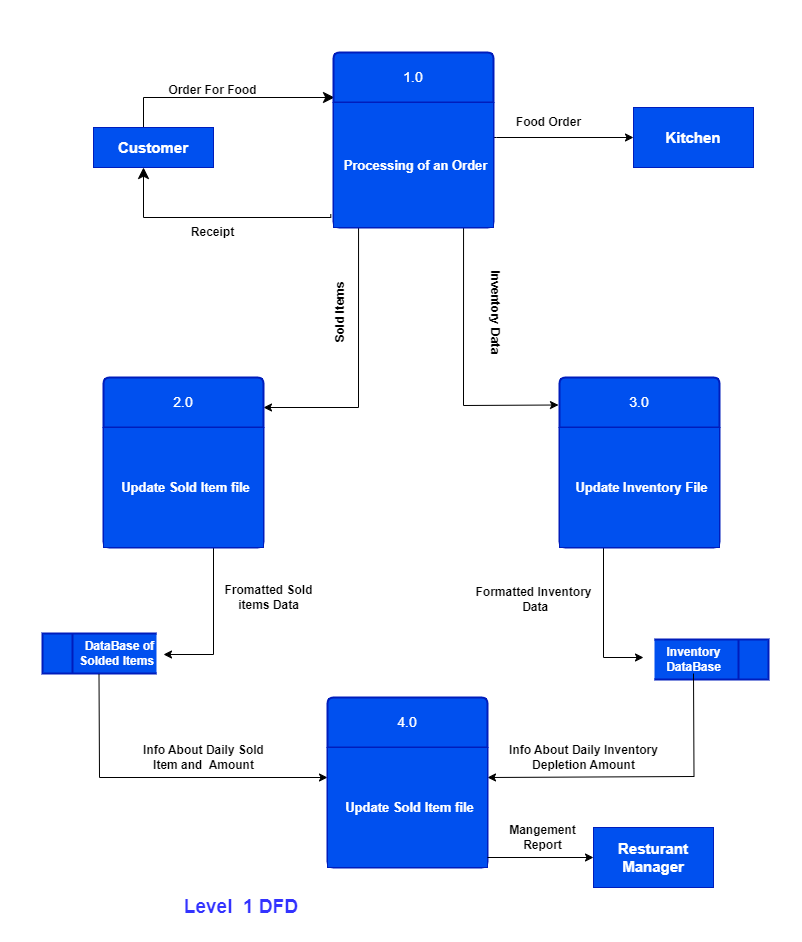 1.0
Order For Food
Customer
Processing of an Order
Food Order
Kitchen
Receipt
Sold Items
Inventory Data
2.0
3.0
Update Sold Item file
Update Inventory File
Fromatted Sold
items Data
Formatted Inventory
Data
DataBase of
Solded Items
Inventory
DataBase
4.0
Info About Daily Sold
Item and Amount
Info About Daily Inventory
Depletion Amount
Update Sold Item file
Mangement
Report
Resturant
Manager
Level 1 DFD